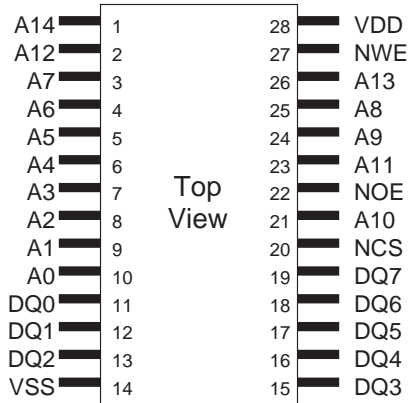 A14 1 28 VDD
A12 2 27 NWE
A7 3 26 A13
A6 4 25 A8
A5 5 24 A9
A4 6 23 A11
A3 7 Top 22 NOE
A2 8 View 21 A10
A1 9 20 NCS
A0 10 19 DQ7
DQ0 11 18 DQ6
DQ1 12 17 DQ5
DQ2 13 16 DQ4
VSS 14 15 DQ3